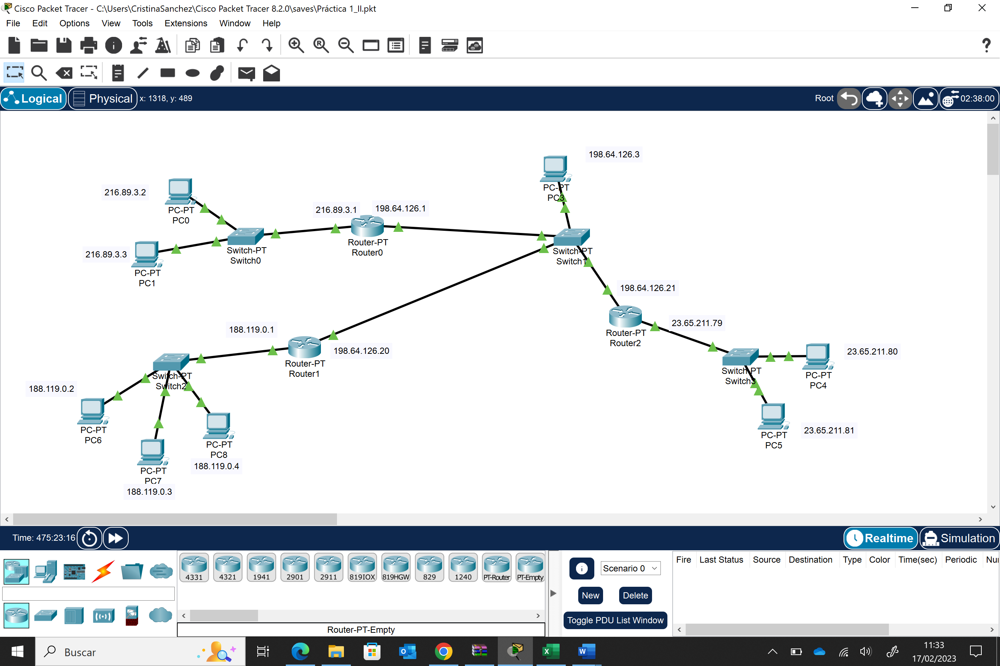 Cisco Packet Tracer - C:\Users\CristinaSanchez\Cisco Packet Tracer 8.2.0\saves\Práctica 1_II.pkt
File Edit Options View Tools Extensions Window Help
Logical Physical x: 1318, y: 489 Root 02:38:00
198.64.126.3
PC-PT
PC3
216.89.3.2
PC-PT
PC0
216.89.3.1
198.64.126.1
Router-PT
Router0
216.89.3.3
PC-PT
PC1
Switch-PT
Switch0
Switch-PT
Switch1
198.64.126.21
Router-PT
Router2
23.65.211.79
188.119.0.1
198.64.126.20
Router-PT
Router1
Switch-PT
Switch2
188.119.0.2
PC-PT
PC6
PC-PT
PC7
188.119.0.3
PC-PT
PC8
188.119.0.4
Switch-PT
Switch3
23.65.211.80
PC-PT
PC4
PC-PT
PC5
23.65.211.81
Time: 475:23:16 Realtime Simulation
4331 4321 1941 2901 2911 819IOX 819HGW 829 1240 PT-Router PT-Empty
Router-PT-Empty
Scenario 0
New Delete
Toggle PDU List Window
Fire Last Status Source Destination Type Color Time(sec) Periodic Nu
Buscar
11:33
17/02/2023